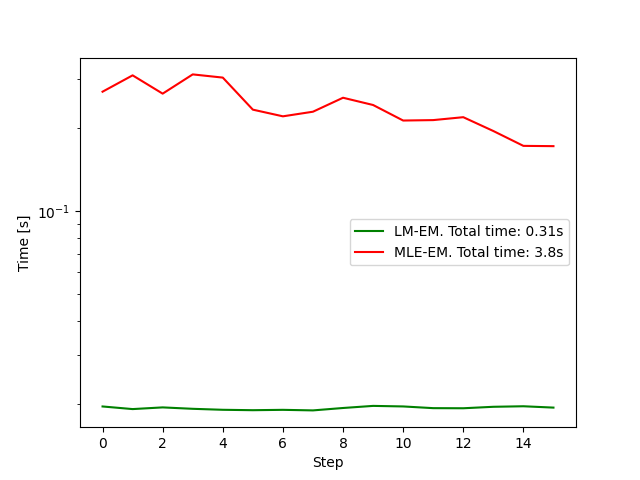 Time [s]
10⁻¹
LM-EM. Total time: 0.31s
MLE-EM. Total time: 3.8s
0 2 4 6 8 10 12 14
Step